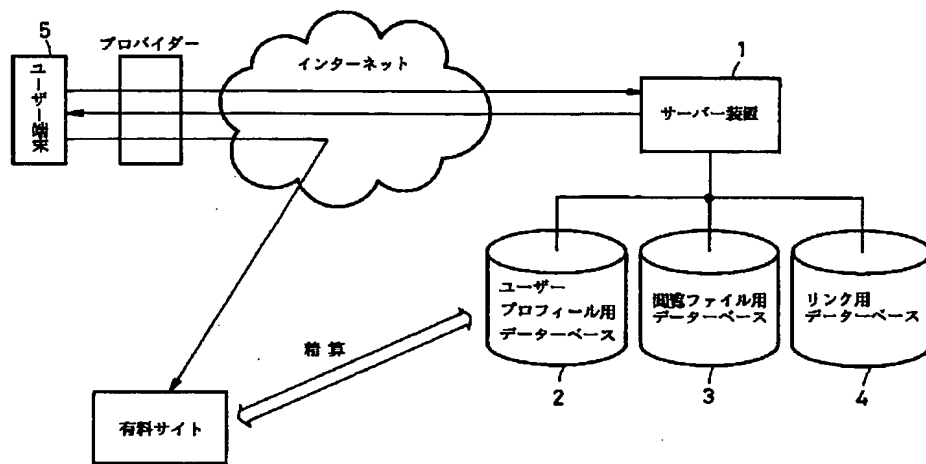 5
プロバイダー
インターネット
1
ユーザー端末
サーバー装置
ユーザー
プロフィール用
データーベース
閲覧ファイル用
データーベース
リンク用
データーベース
精算
2
3
4
有料サイト